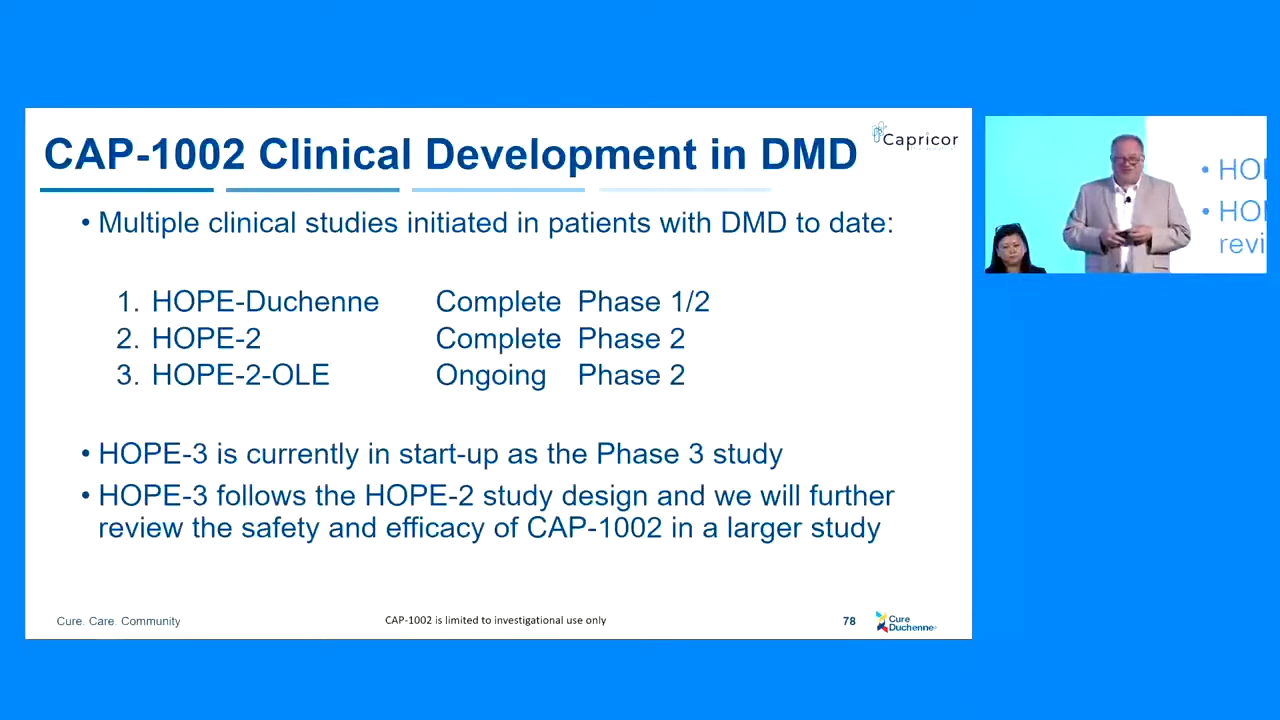 CAP-1002 Clinical Development in DMD
Capricor
• Multiple clinical studies initiated in patients with DMD to date:
1. HOPE-Duchenne Complete Phase 1/2
2. HOPE-2 Complete Phase 2
3. HOPE-2-OLE Ongoing Phase 2
• HOPE-3 is currently in start-up as the Phase 3 study
• HOPE-3 follows the HOPE-2 study design and we will further
review the safety and efficacy of CAP-1002 in a larger study
Cure. Care. Community
CAP-1002 is limited to investigational use only
78
Cure
Duchenne
• HO
• HO
revi